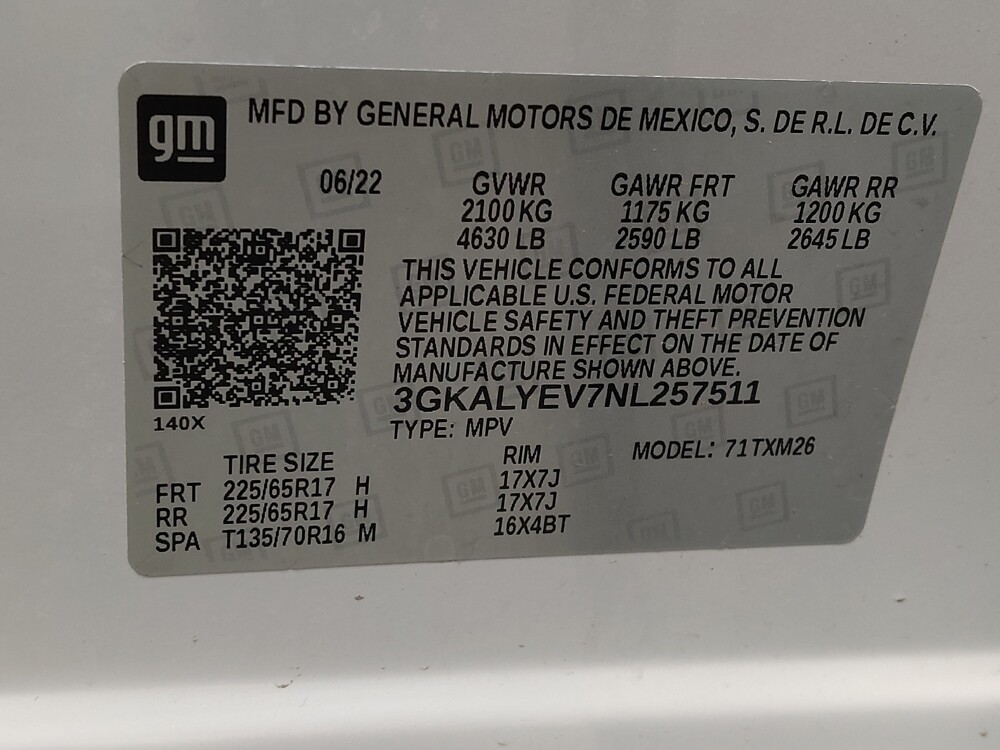 gm
MFD BY GENERAL MOTORS DE MEXICO, S. DE R.L. DE C.V.
06/22 GVWR GAWR FRT GAWR RR
2100 KG 1175 KG 1200 KG
4630 LB 2590 LB 2645 LB
THIS VEHICLE CONFORMS TO ALL
APPLICABLE U.S. FEDERAL MOTOR
VEHICLE SAFETY AND THEFT PREVENTION
STANDARDS IN EFFECT ON THE DATE OF
MANUFACTURE SHOWN ABOVE.
3GKALYEV7NL257511
140X
TYPE: MPV
MODEL: 71TXM26
TIRE SIZE RIM
FRT 225/65R17 H 17X7J
RR 225/65R17 H 17X7J
SPA T135/70R16 M 16X4BT